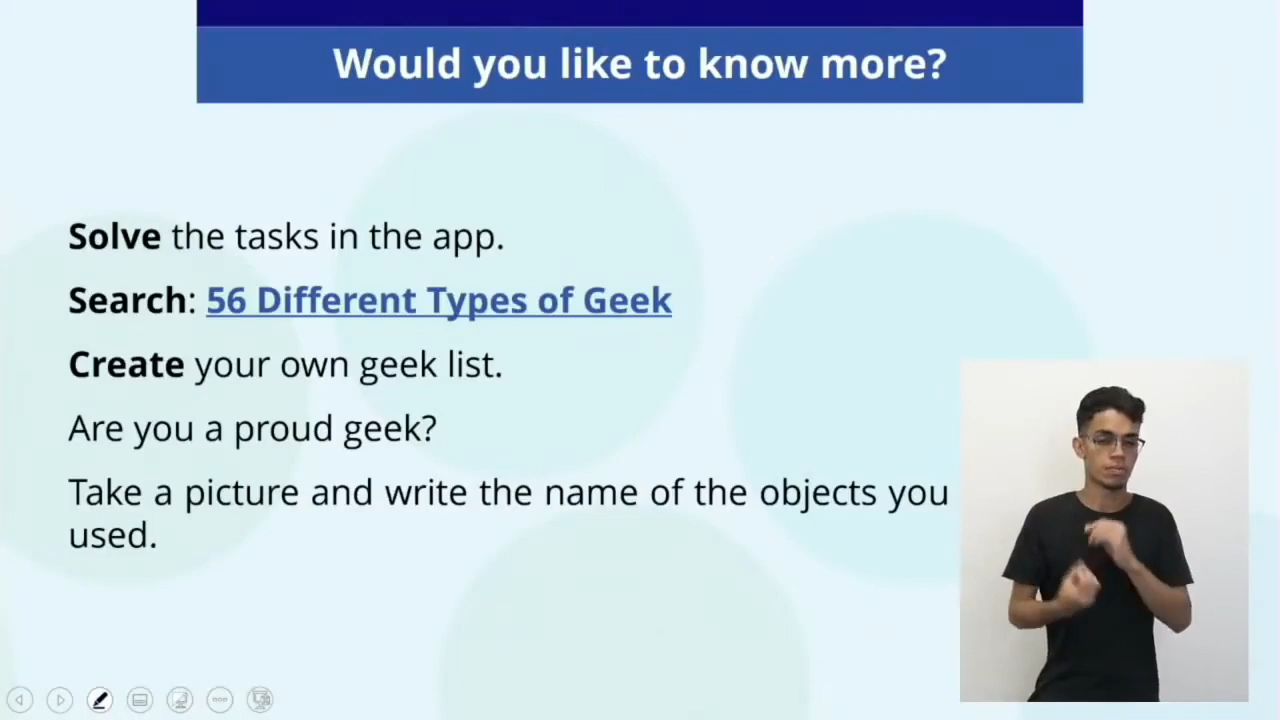 Would you like to know more?
Solve the tasks in the app.
Search: 56 Different Types of Geek
Create your own geek list.
Are you a proud geek?
Take a picture and write the name of the objects you
used.